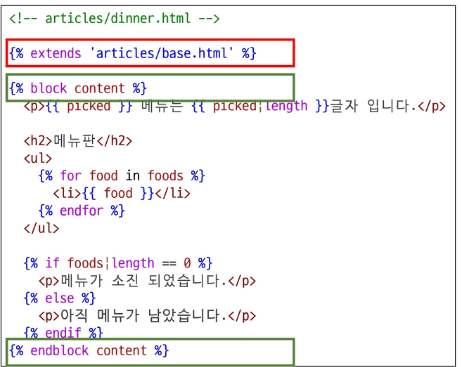 <!-- articles/dinner.html -->
{% extends 'articles/base.html' %}
{% block content %}
<p>{{ picked }} 메뉴는 {{ picked|length }}글자 입니다.</p>
<h2>메뉴판</h2>
<ul>
{% for food in foods %}
<li>{{ food }}</li>
{% endfor %}
</ul>
{% if foods|length == 0 %}
<p>메뉴가 소진 되었습니다.</p>
{% else %}
<p>아직 메뉴가 남았습니다.</p>
{% endif %}
{% endblock content %}